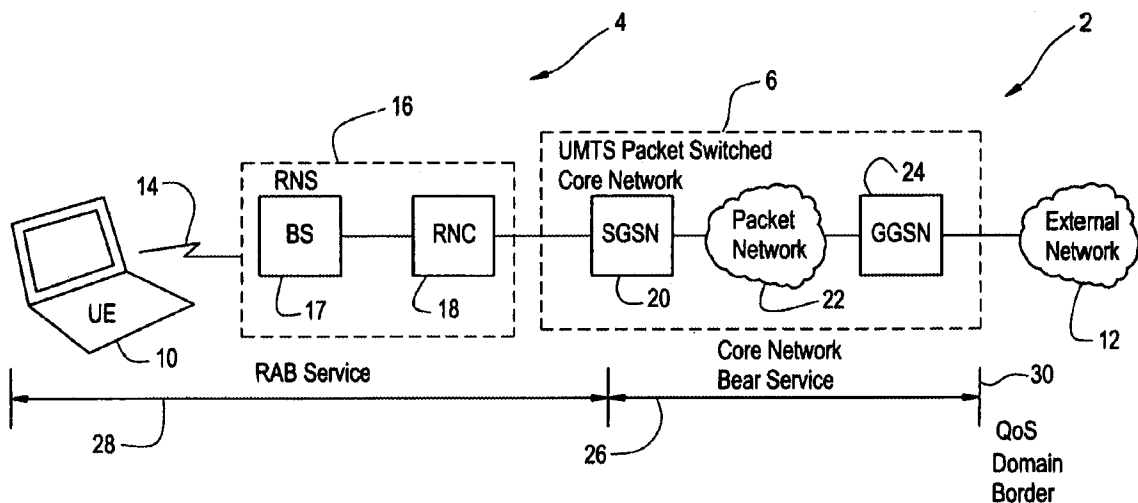 4
2
6
16
UMTS Packet Switched
Core Network
24
RNS
14
BS
RNC
SGSN
Packet
Network
GGSN
External
Network
UE
17
18
20
22
12
10
RAB Service
Core Network
Bear Service
30
28
26
QoS
Domain
Border